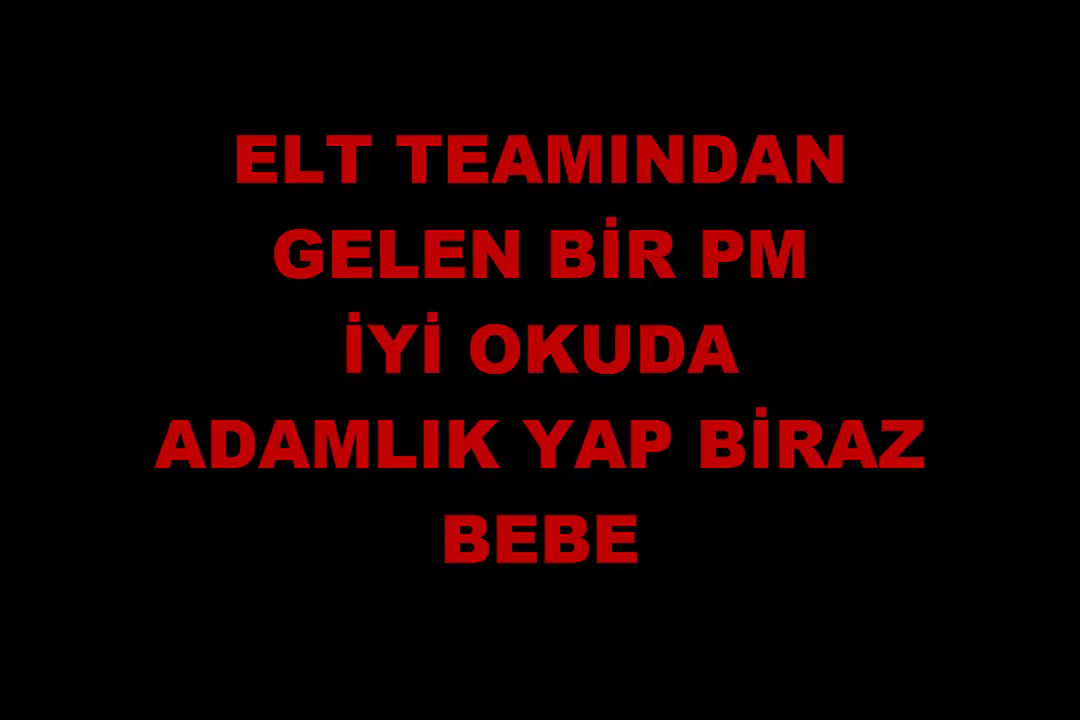 ELT TEAMINDAN
GELEN BİR PM
İYİ OKUDA
ADAMLIK YAP BİRAZ
BEBE